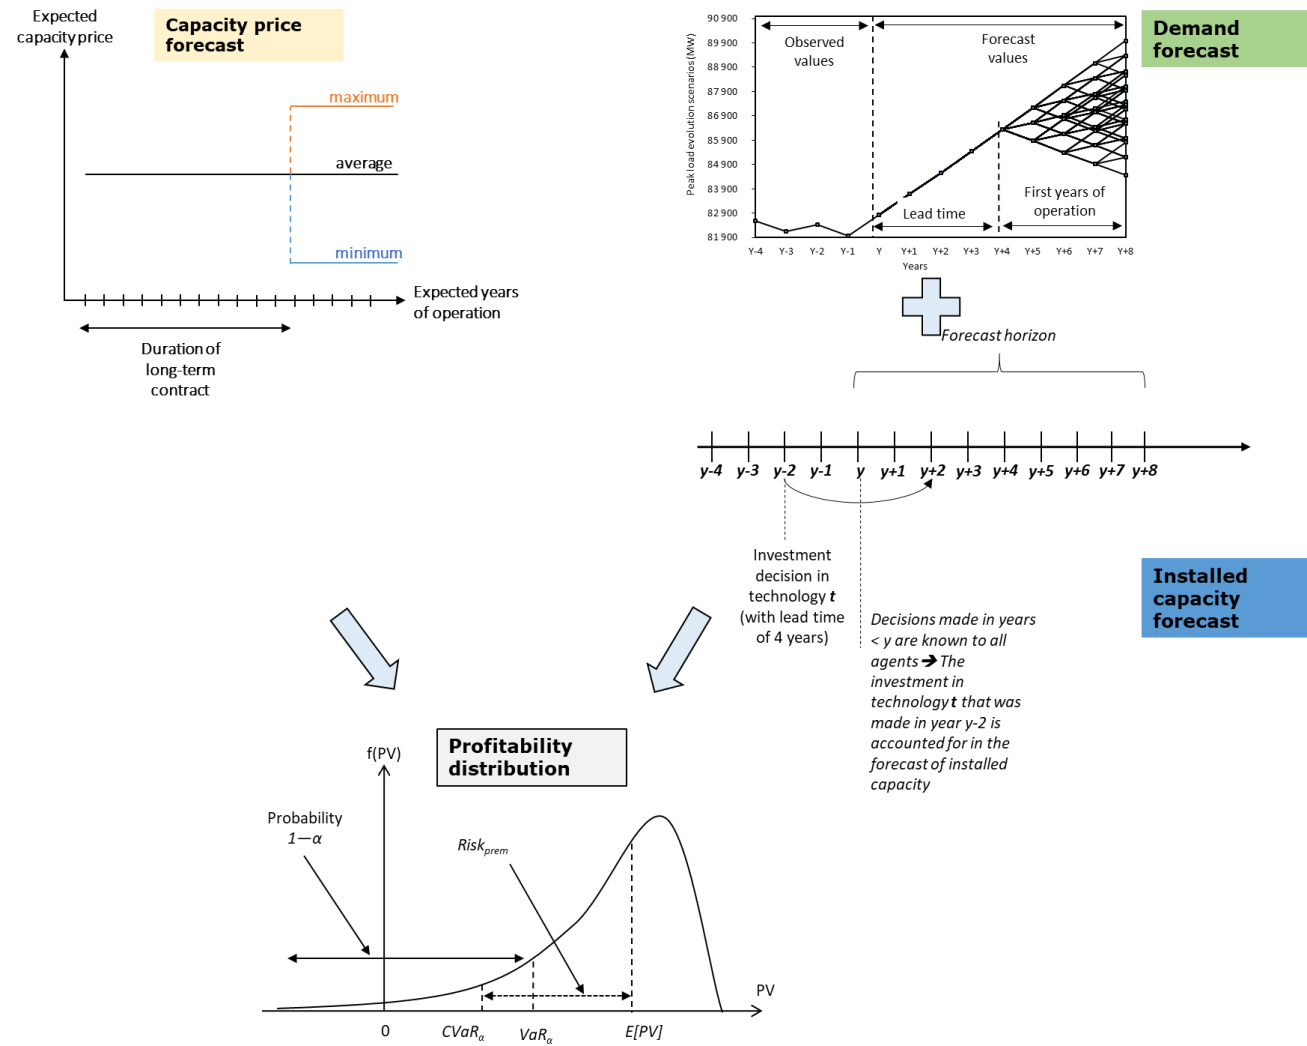 Expected
capacity price
Capacity price
forecast
maximum
average
minimum
Expected years
of operation
Duration of
long-term
contract
Demand
forecast
Peak load evolution scenarios (MW)
90 900
89 900
88 900
87 900
86 900
85 900
84 900
83 900
82 900
81 900
Observed
values
Forecast
values
Lead time
First years of
operation
Y-4 Y-3 Y-2 Y-1 Y Y+1 Y+2 Y+3 Y+4 Y+5 Y+6 Y+7 Y+8
Years
Forecast horizon
y-4 y-3 y-2 y-1 y y+1 y+2 y+3 y+4 y+5 y+6 y+7 y+8
Investment
decision in
technology t
(with lead time
of 4 years)
Decisions made in years
< y are known to all
agents ➔ The
investment in
technology t that was
made in year y-2 is
accounted for in the
forecast of installed
capacity
Installed
capacity
forecast
Profitability
distribution
f(PV)
Probability
1—α
Risk_prem
PV
0 CVaR_α VaR_α E[PV]